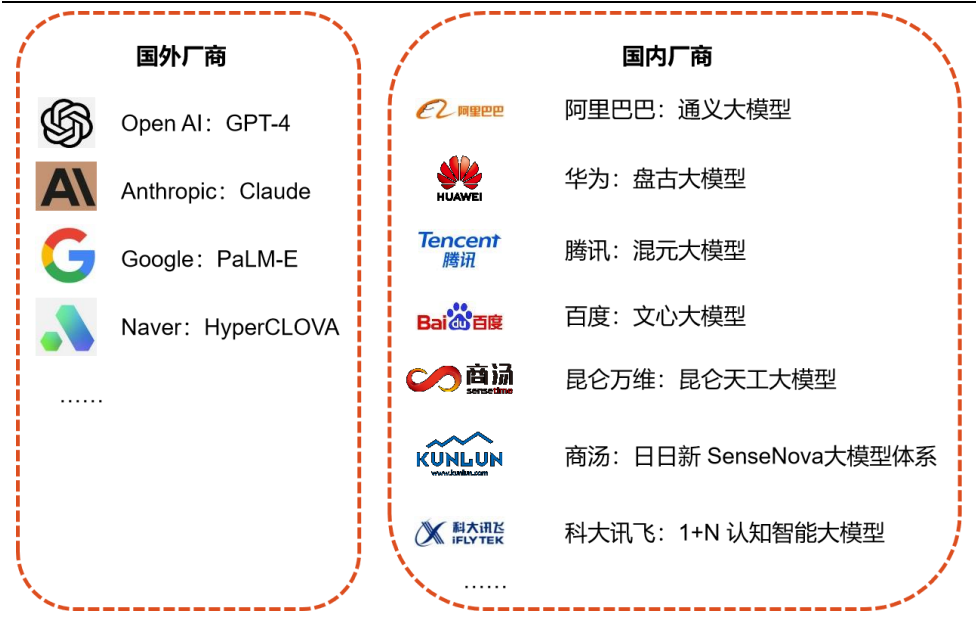 国外厂商
Open AI：GPT-4
Anthropic：Claude
Google：PaLM-E
Naver：HyperCLOVA
……
国内厂商
阿里巴巴 阿里巴巴：通义大模型
HUAWEI 华为：盘古大模型
Tencent
腾讯 腾讯：混元大模型
Bai du 百度 百度：文心大模型
商汤
sensetime 昆仑万维：昆仑天工大模型
KUNLUN
www.kunlun.com 商汤：日日新 SenseNova大模型体系
科大讯飞
iFLYTEK 科大讯飞：1+N 认知智能大模型
……